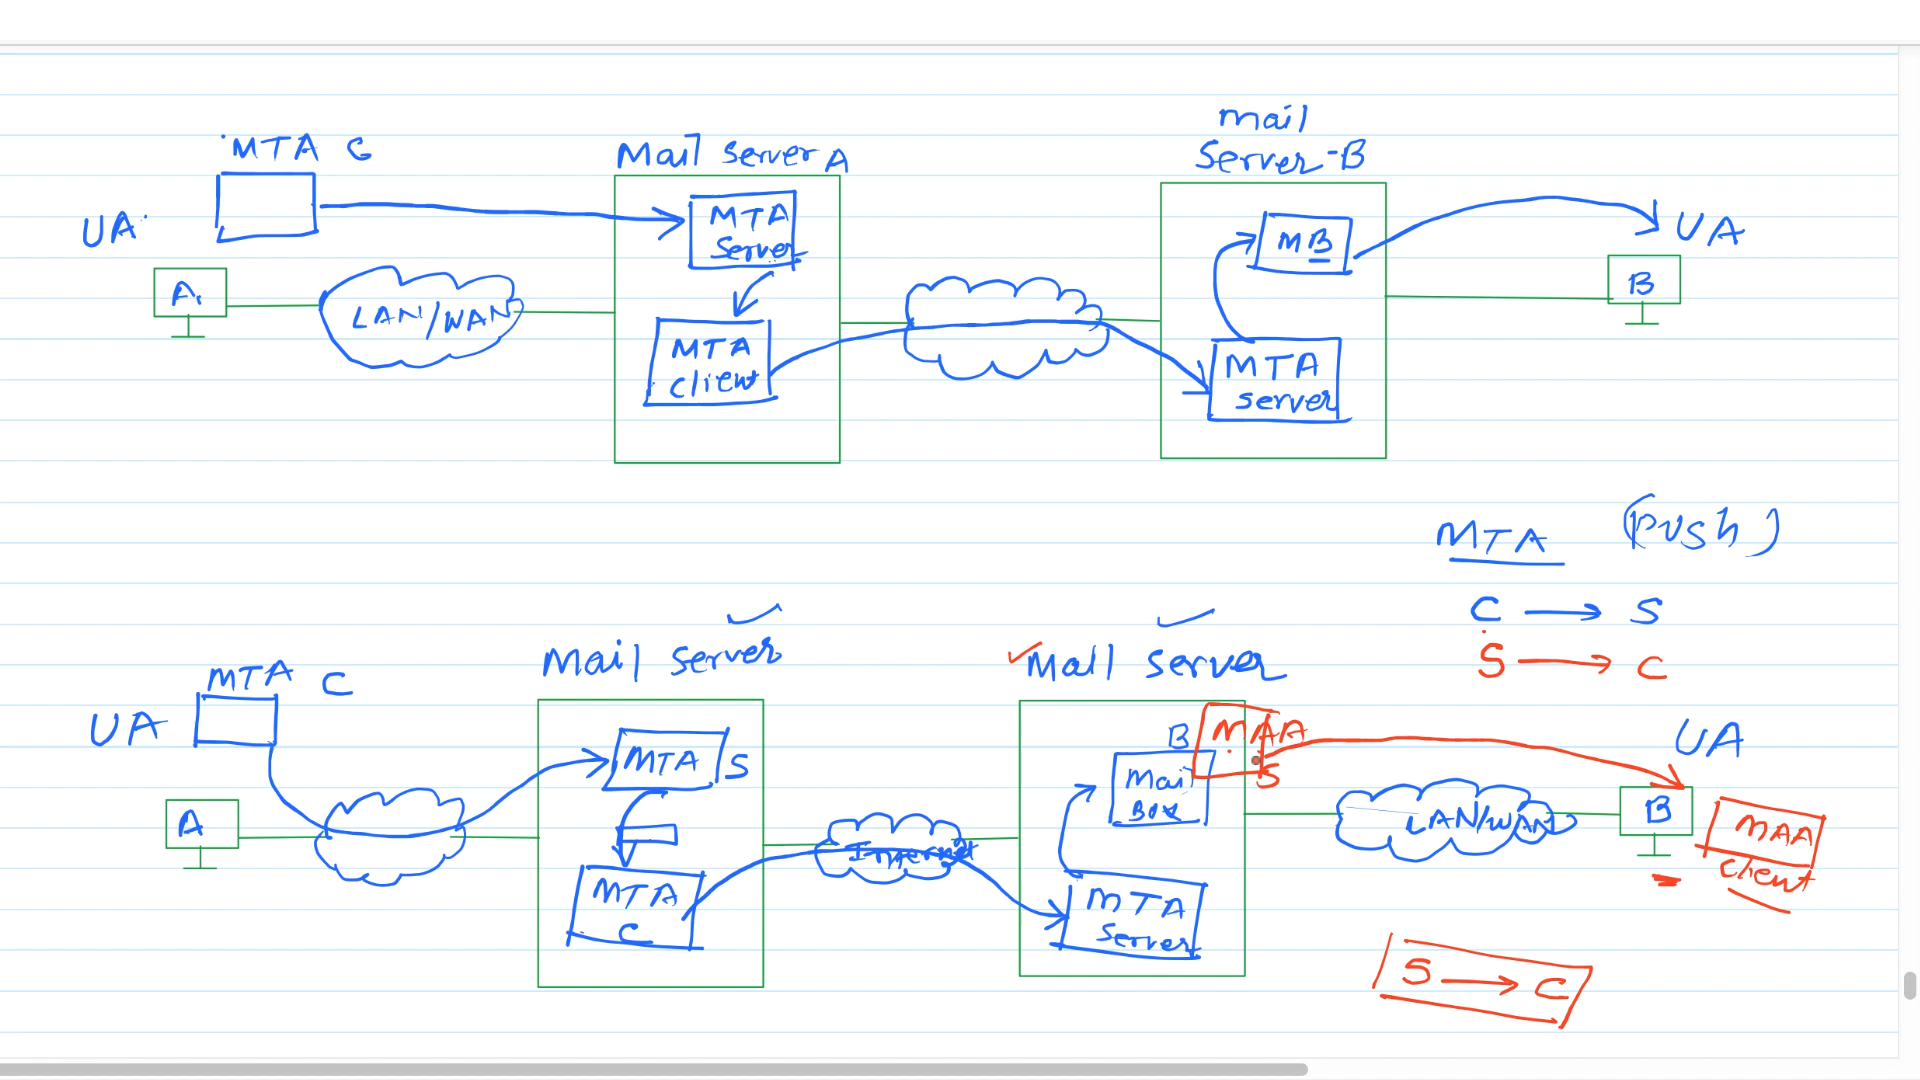 MTA C
UA
A
LAN/WAN
Mail Server A
MTA
Server
MTA
Client
mail
Server-B
MB
MTA
server
UA
B
MTA (Push)
C → S
S → C
MTA C
UA
A
Mail server
MTA S
MTA
C
Internet
Mail server
B
MAA
S
Mail
Box
MTA
Server
LAN/WAN
UA
B
MAA
Client
S → C